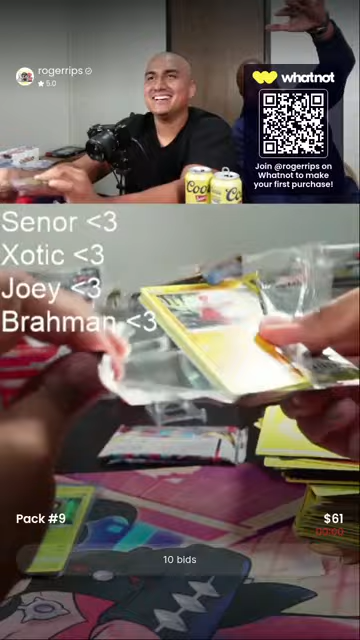 rogerrips
5.0
whatnot
Join @rogerrips on
Whatnot to make
your first purchase!
Senor <3
Xotic <3
Joey <3
Brahman <3
Pack #9
$61
10 bids